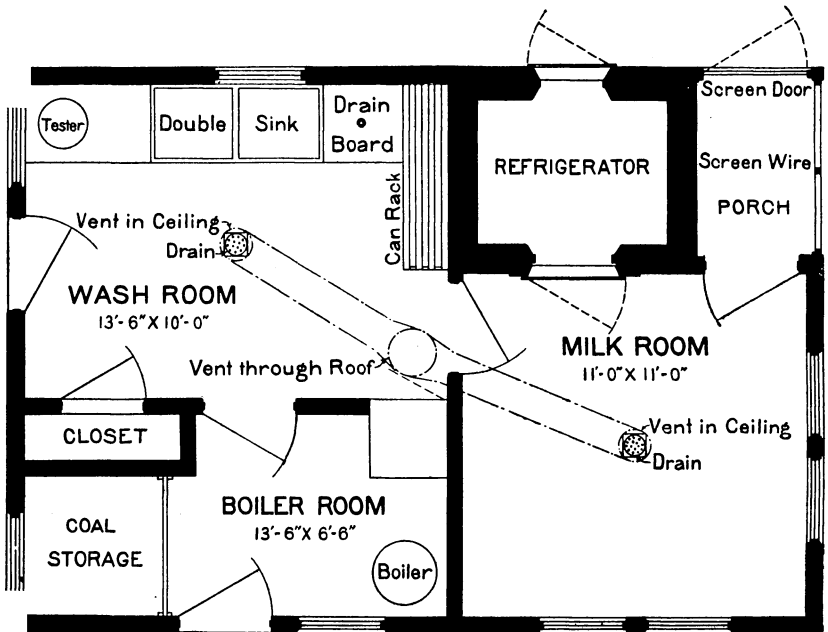 Tester
Double
Sink
Drain
Board
Can Rack
REFRIGERATOR
Screen Door
Screen Wire
PORCH
Vent in Ceiling
Drain
WASH ROOM
13'-6" X 10'-0"
Vent through Roof
MILK ROOM
11'-0" X 11'-0"
Vent in Ceiling
Drain
CLOSET
BOILER ROOM
13'-6" X 6'-6"
COAL
STORAGE
Boiler